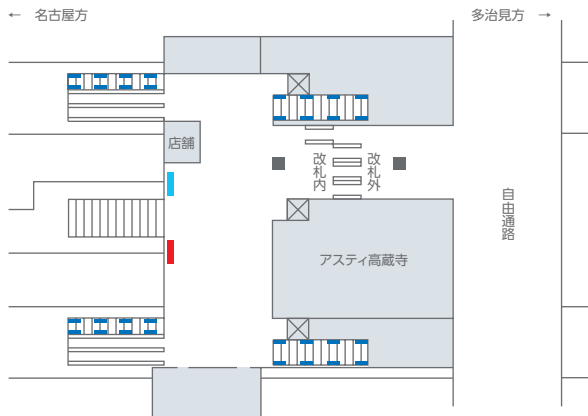 ← 名古屋方
多治見方 →
店舗
改札内
改札外
自由通路
アスティ高蔵寺